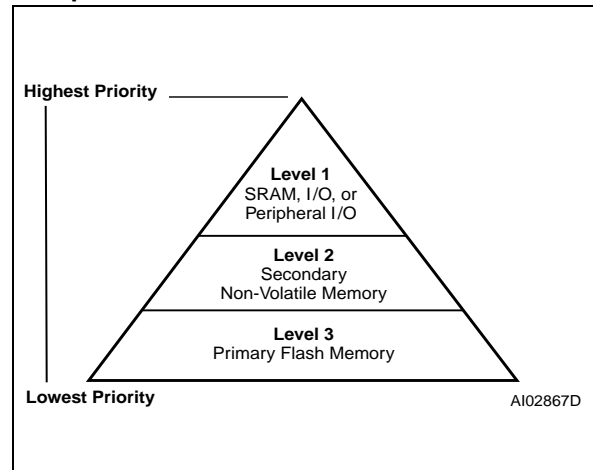 Highest Priority
Level 1
SRAM, I/O, or
Peripheral I/O
Level 2
Secondary
Non-Volatile Memory
Level 3
Primary Flash Memory
Lowest Priority
AI02867D